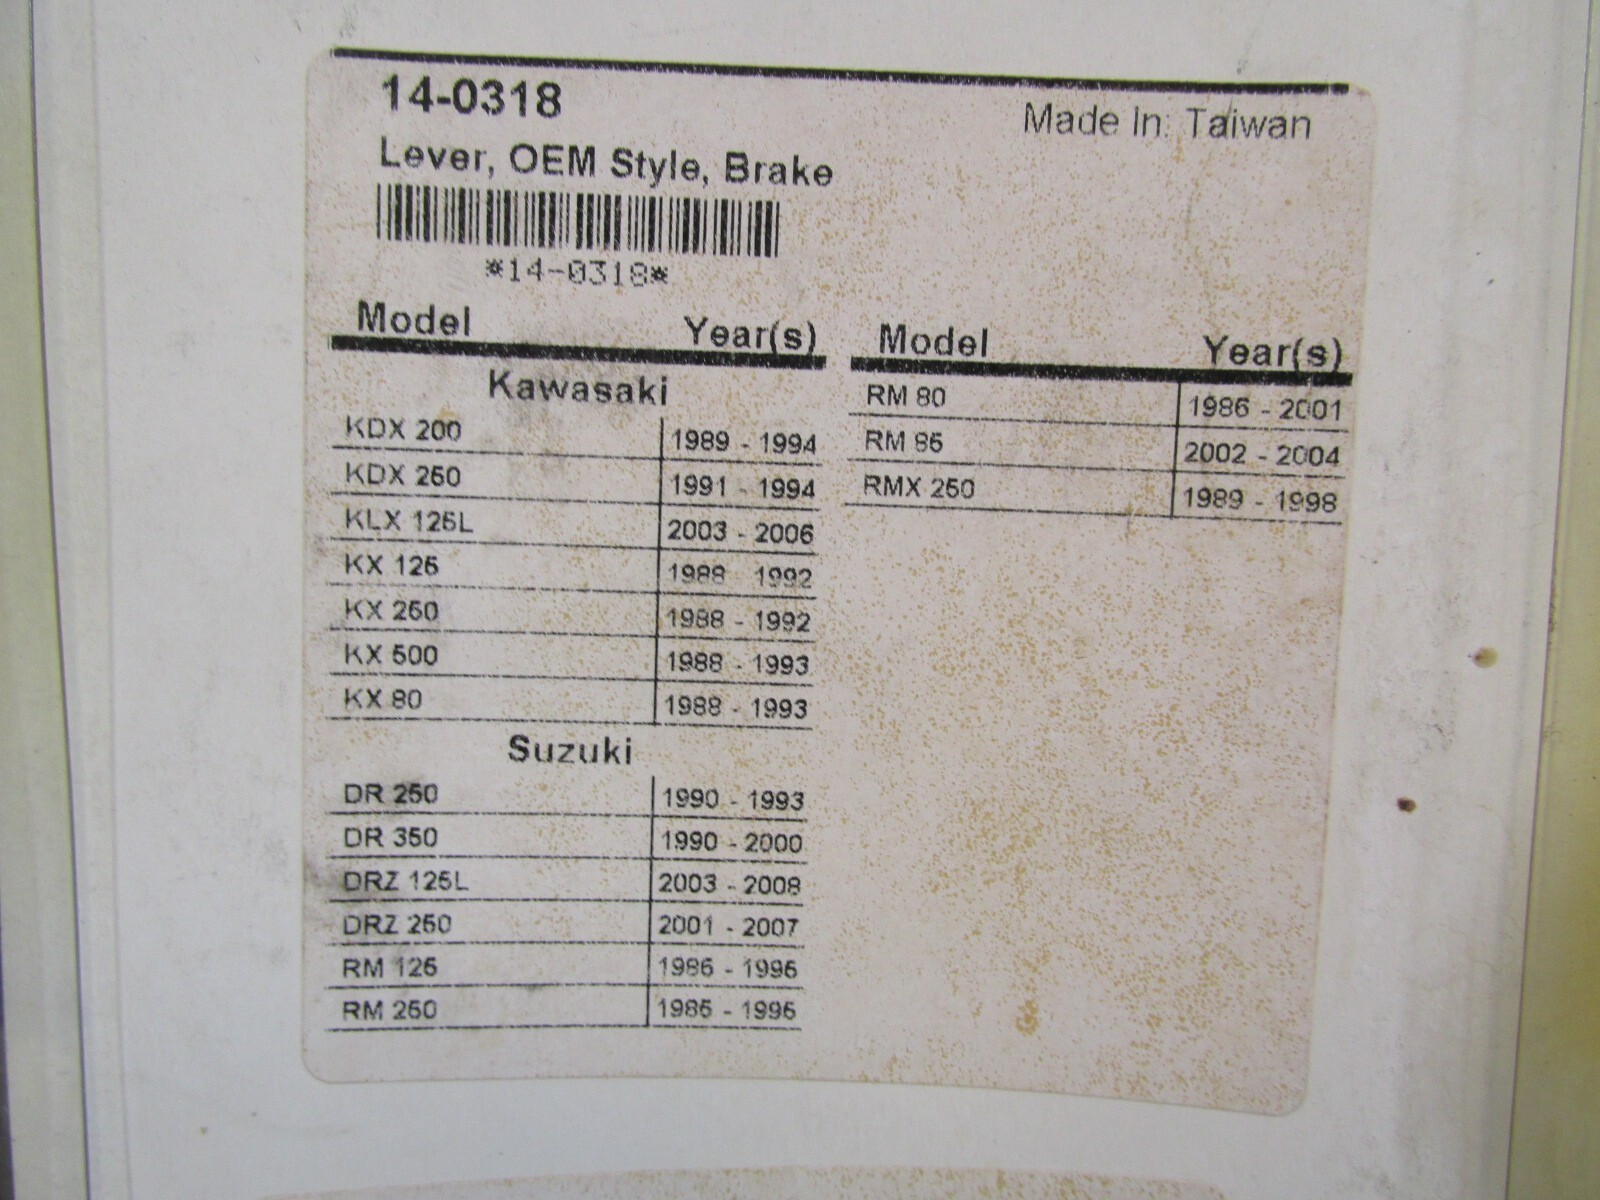 14-0318
Made In: Taiwan
Lever, OEM Style, Brake
*14-0318*
Model Year(s)
Kawasaki
KDX 200 1989 - 1994
KDX 250 1991 - 1994
KLX 125L 2003 - 2006
KX 125 1988 - 1992
KX 250 1988 - 1992
KX 500 1988 - 1993
KX 80 1988 - 1993
Suzuki
DR 250 1990 - 1993
DR 350 1990 - 2000
DRZ 125L 2003 - 2008
DRZ 250 2001 - 2007
RM 125
RM 250
Model Year(s)
RM 80 1986 - 2001
RM 85 2002 - 2004
RMX 250 1989 - 1998